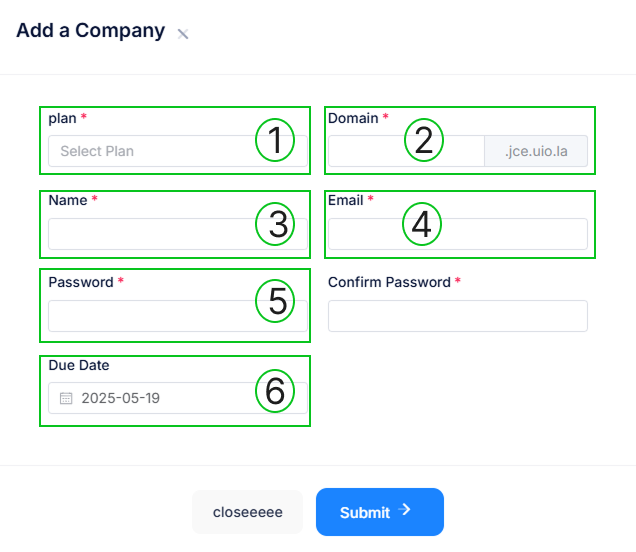 Add a Company
plan * 1
Select Plan
Domain * 2
.jce.uio.la
Name * 3
Email * 4
Password * 5
Confirm Password *
Due Date
2025-05-19 6
closeeeee
Submit